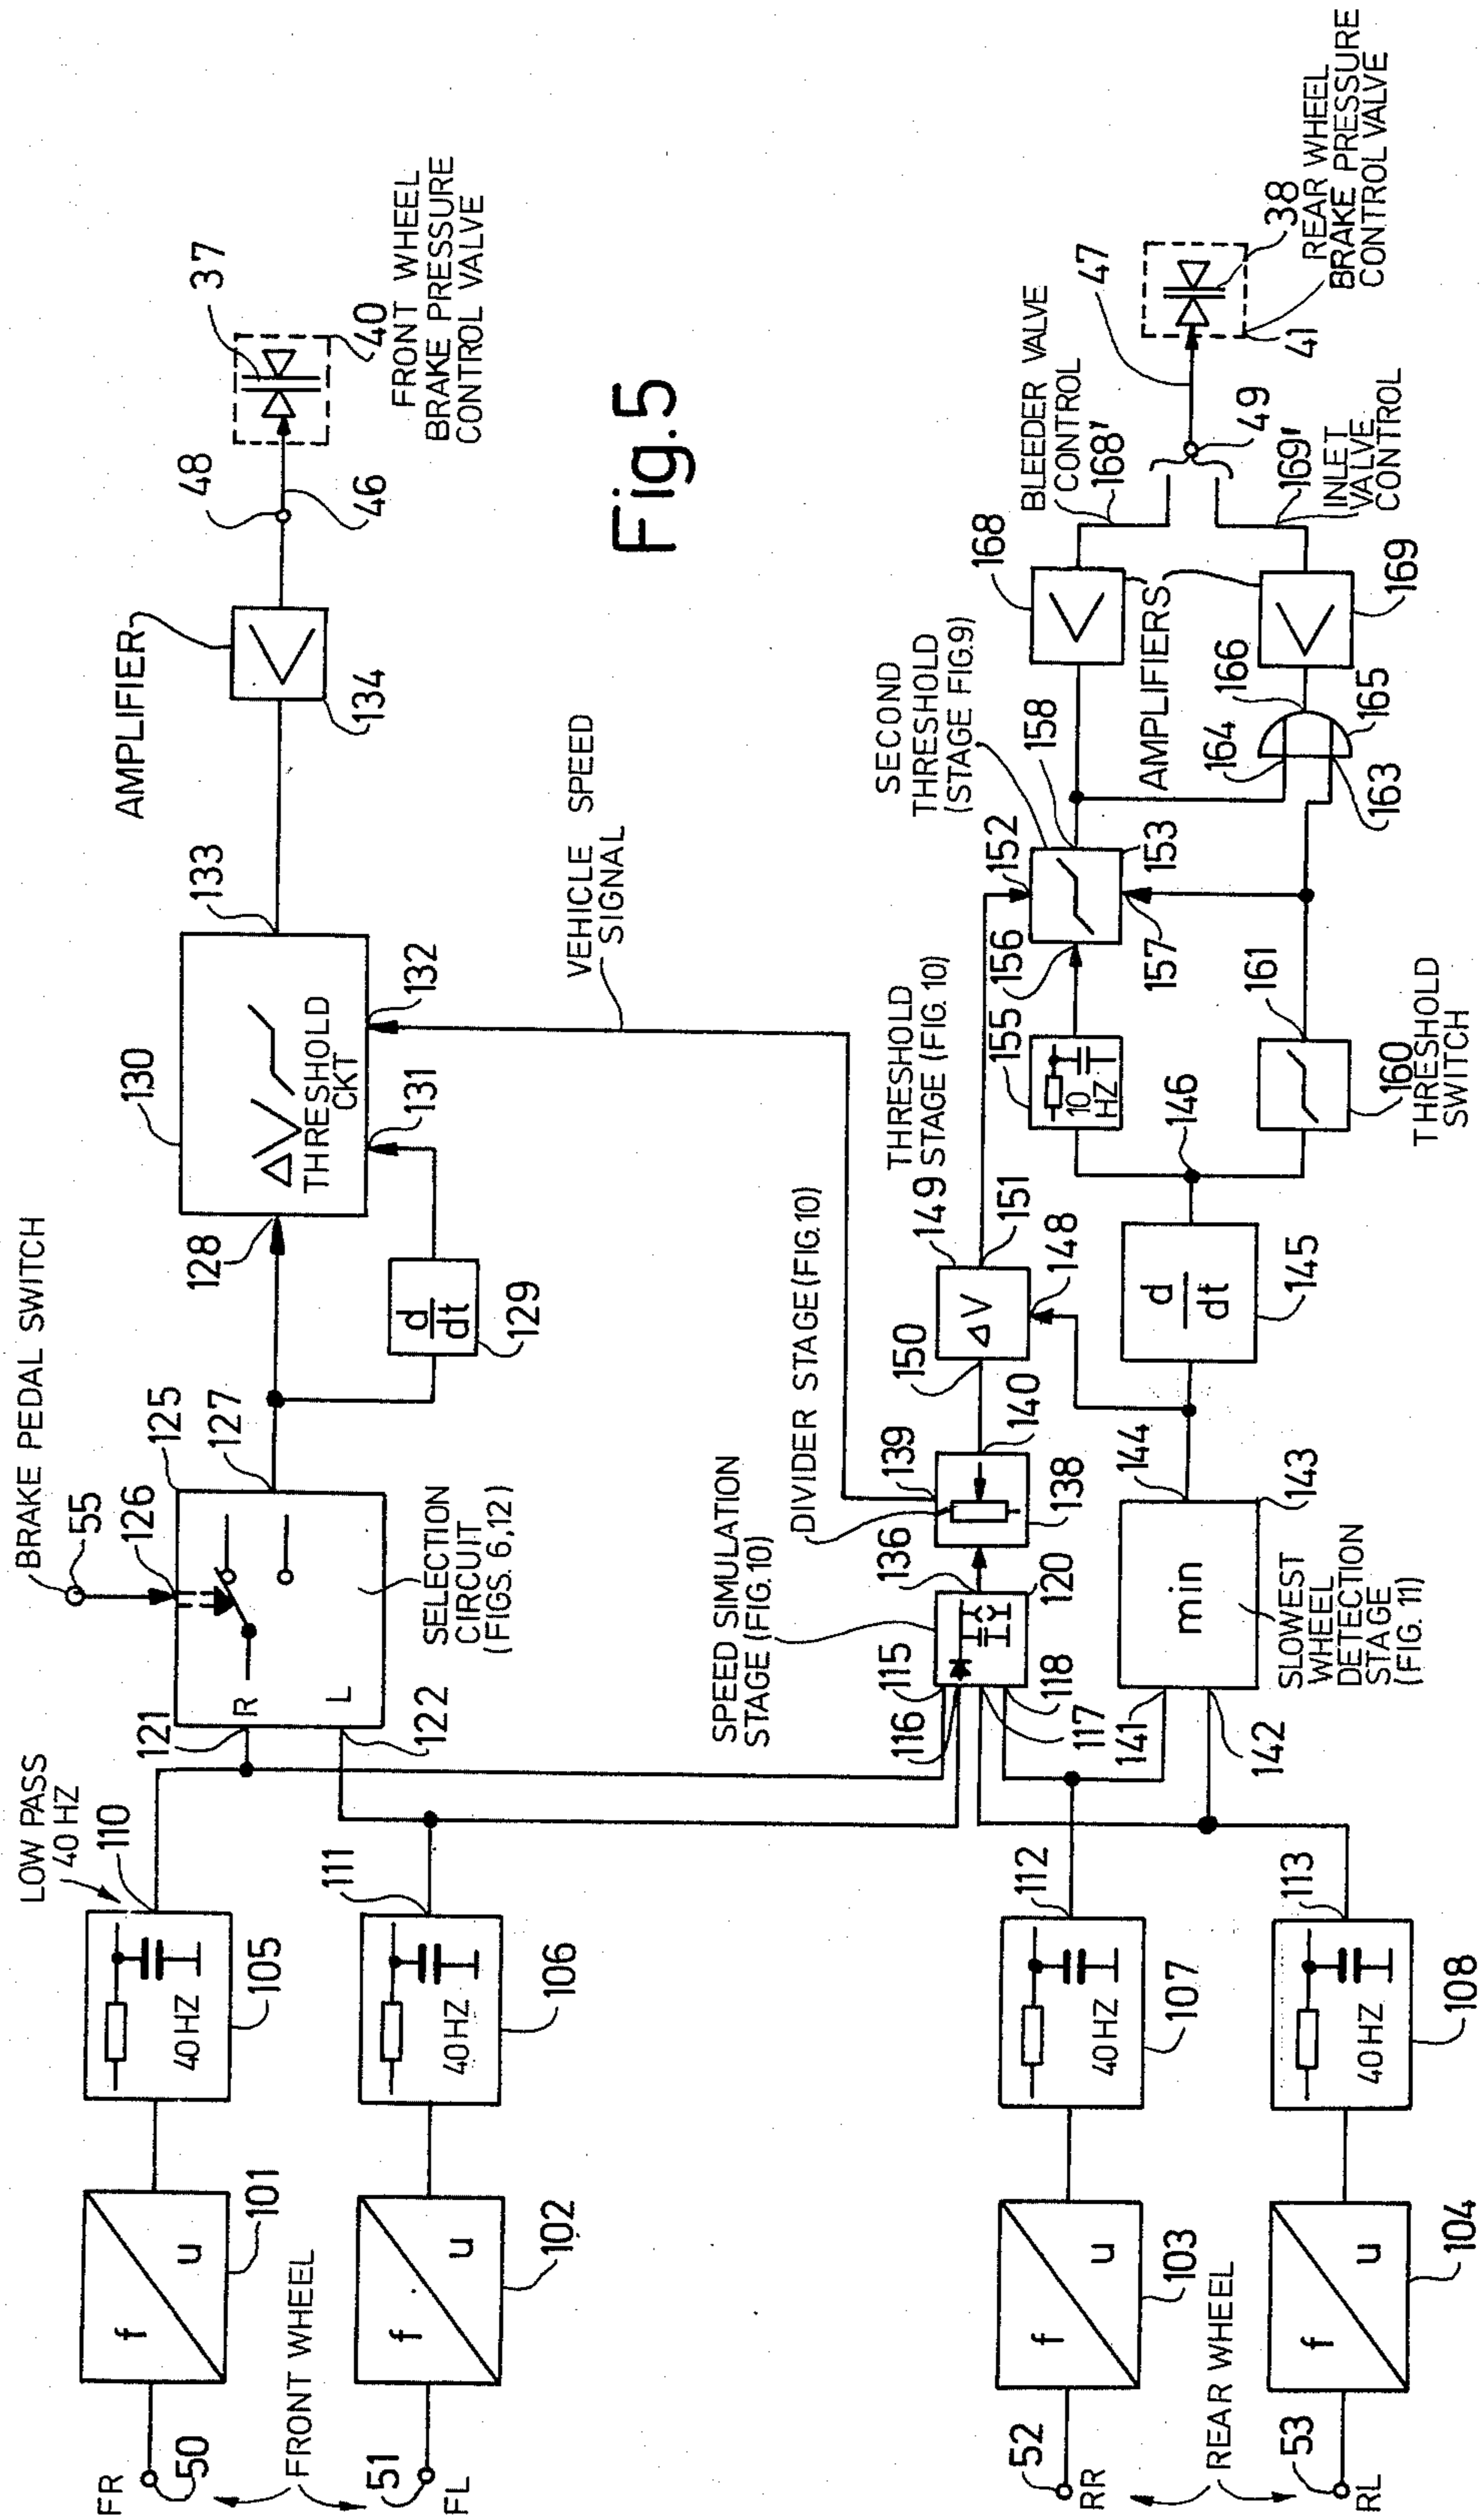 Fig.5
FR
50
FRONT WHEEL
51
FL
f
u
101
f
u
102
LOW PASS
40 HZ
110
40 HZ
105
111
40 HZ
106
BRAKE PEDAL SWITCH
55
126
125
121
R
L
122
127
SELECTION
CIRCUIT
(FIGS. 6,12)
128
d
dt
129
130
ΔV
THRESHOLD
CKT
131
132
133
VEHICLE SPEED
SIGNAL
AMPLIFIER
134
48
46
37
40
FRONT WHEEL
BRAKE PRESSURE
CONTROL VALVE
52
RR
REAR WHEEL
53
RL
f
u
103
f
u
104
112
40 HZ
107
113
40 HZ
108
SPEED SIMULATION
STAGE (FIG.10)
115
116
117
118
120
136
DIVIDER STAGE (FIG.10)
139
140
138
141
142
min
143
144
SLOWEST
WHEEL
DETECTION
STAGE
(FIG. 11)
150
ΔV
149
THRESHOLD
STAGE (FIG. 10)
151
148
d
dt
145
146
155
10
HZ
156
152
153
157
158
SECOND
THRESHOLD
(STAGE FIG.9)
161
160
THRESHOLD
SWITCH
163
164
165
166
168
AMPLIFIERS
169
BLEEDER VALVE
CONTROL
168'
169'
INLET
VALVE
CONTROL
49
47
38
41
REAR WHEEL
BRAKE PRESSURE
CONTROL VALVE